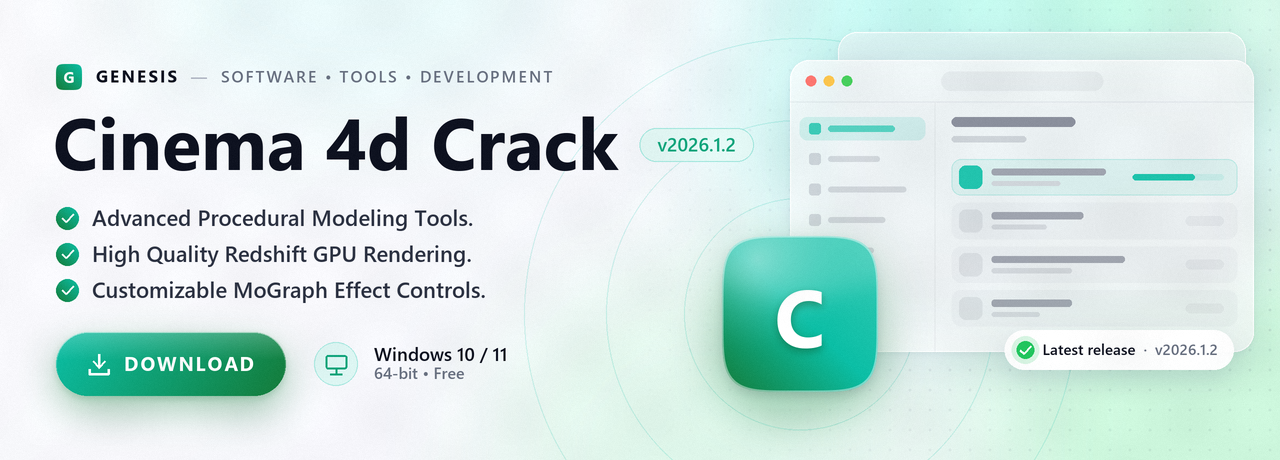 G GENESIS — SOFTWARE • TOOLS • DEVELOPMENT
Cinema 4d Crack v2026.1.2
Advanced Procedural Modeling Tools.
High Quality Redshift GPU Rendering.
Customizable MoGraph Effect Controls.
DOWNLOAD
Windows 10 / 11
64-bit • Free
C
Latest release · v2026.1.2